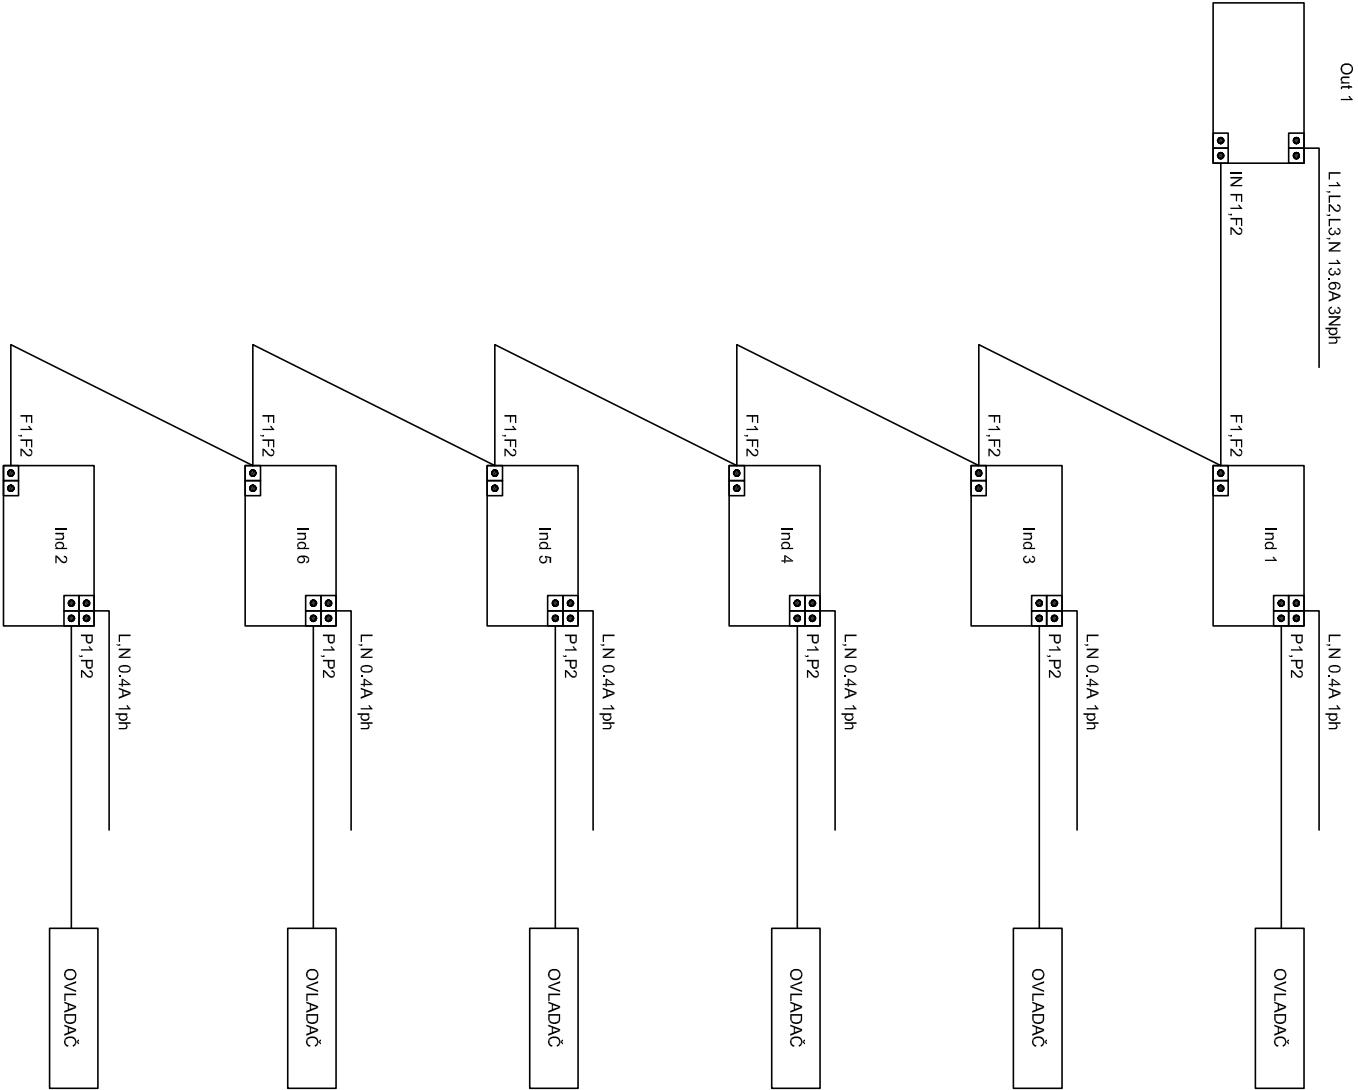 Out 1
L1,L2,L3,N 13.6A 3Nph
IN F1,F2
F1,F2
Ind 1
L,N 0.4A 1ph
P1,P2
OVLADAČ
F1,F2
Ind 3
L,N 0.4A 1ph
P1,P2
OVLADAČ
F1,F2
Ind 4
L,N 0.4A 1ph
P1,P2
OVLADAČ
F1,F2
Ind 5
L,N 0.4A 1ph
P1,P2
OVLADAČ
F1,F2
Ind 6
L,N 0.4A 1ph
P1,P2
OVLADAČ
F1,F2
Ind 2
L,N 0.4A 1ph
P1,P2
OVLADAČ